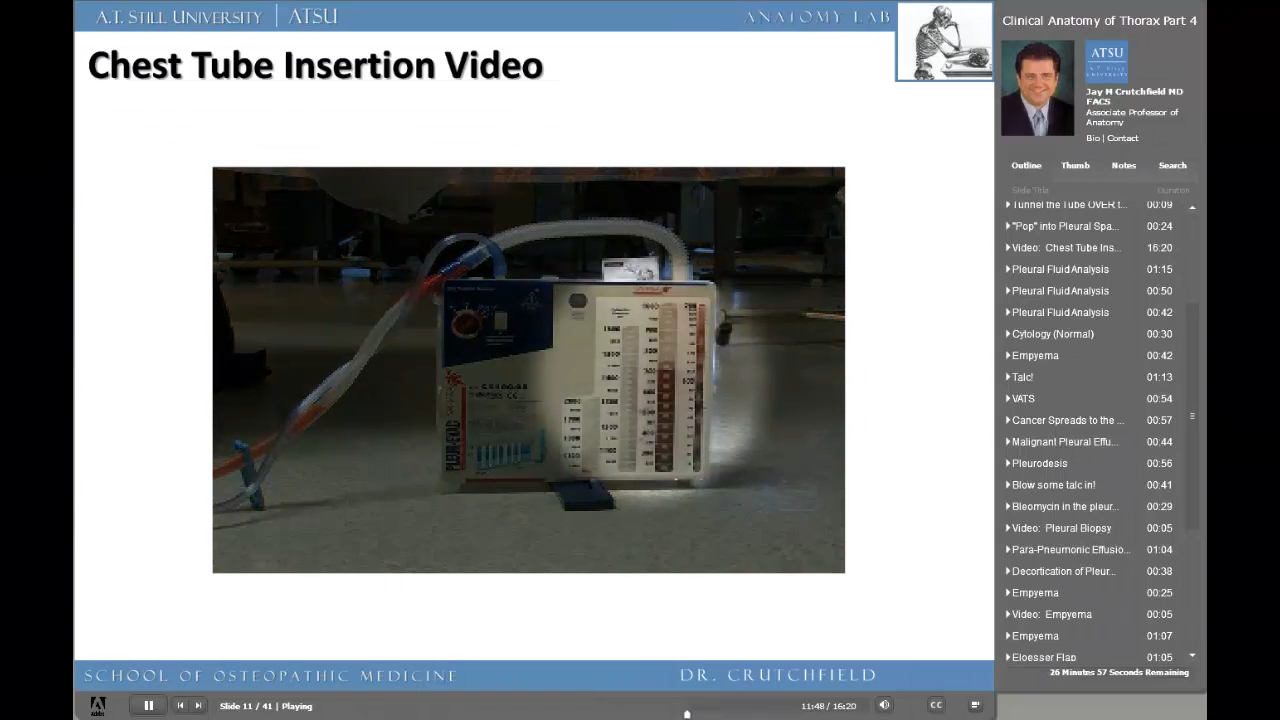 A.T. STILL UNIVERSITY | ATSU
ANATOMY LAB
Chest Tube Insertion Video
SCHOOL OF OSTEOPATHIC MEDICINE
DR. CRUTCHFIELD
Slide 11 / 41 | Playing
11:48 / 16:20
CC
Clinical Anatomy of Thorax Part 4
ATSU
Jay M Crutchfield MD
FACS
Associate Professor of
Anatomy
Bio | Contact
Outline Thumb Notes Search
Slide Title Duration
Tunnel the Tube OVER t... 00:09
"Pop" into Pleural Spa... 00:24
Video: Chest Tube Ins... 16:20
Pleural Fluid Analysis 01:15
Pleural Fluid Analysis 00:50
Pleural Fluid Analysis 00:42
Cytology (Normal) 00:30
Empyema 00:42
Talc! 01:13
VATS 00:54
Cancer Spreads to the ... 00:57
Malignant Pleural Effu... 00:44
Pleurodesis 00:56
Blow some talc in! 00:41
Bleomycin in the pleur... 00:29
Video: Pleural Biopsy 00:05
Para-Pneumonic Effusio... 01:04
Decortication of Pleur... 00:38
Empyema 00:25
Video: Empyema 00:05
Empyema 01:07
Eloesser Flap 01:05
26 Minutes 57 Seconds Remaining